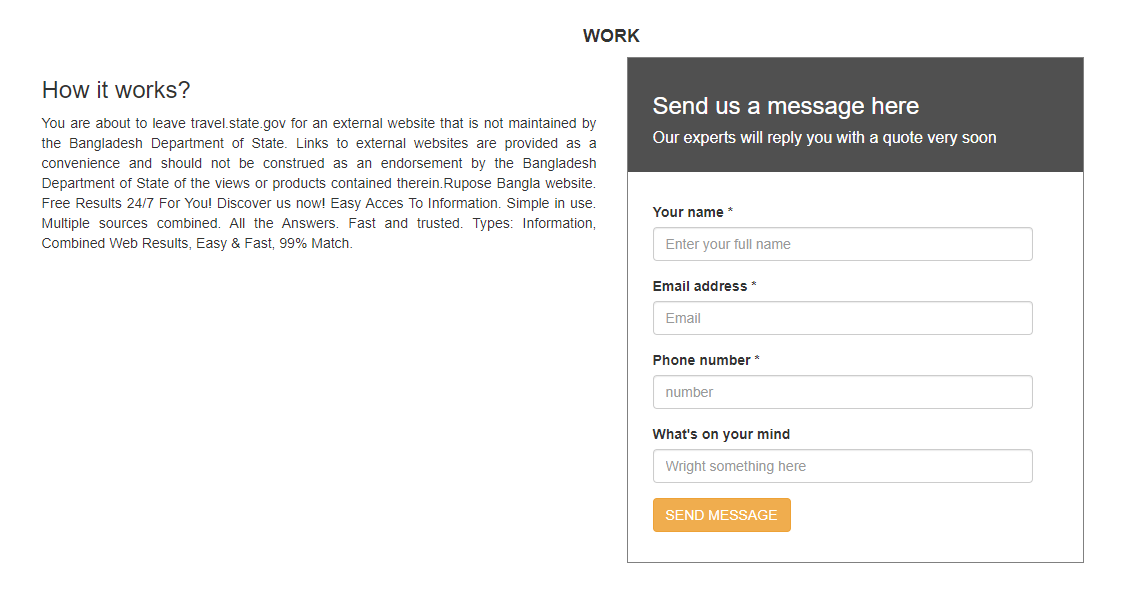 WORK
How it works?
You are about to leave travel.state.gov for an external website that is not maintained by
the Bangladesh Department of State. Links to external websites are provided as a
convenience and should not be construed as an endorsement by the Bangladesh
Department of State of the views or products contained therein.Rupose Bangla website.
Free Results 24/7 For You! Discover us now! Easy Acces To Information. Simple in use.
Multiple sources combined. All the Answers. Fast and trusted. Types: Information,
Combined Web Results, Easy & Fast, 99% Match.
Send us a message here
Our experts will reply you with a quote very soon
Your name *
Enter your full name
Email address *
Email
Phone number *
number
What's on your mind
Wright something here
SEND MESSAGE